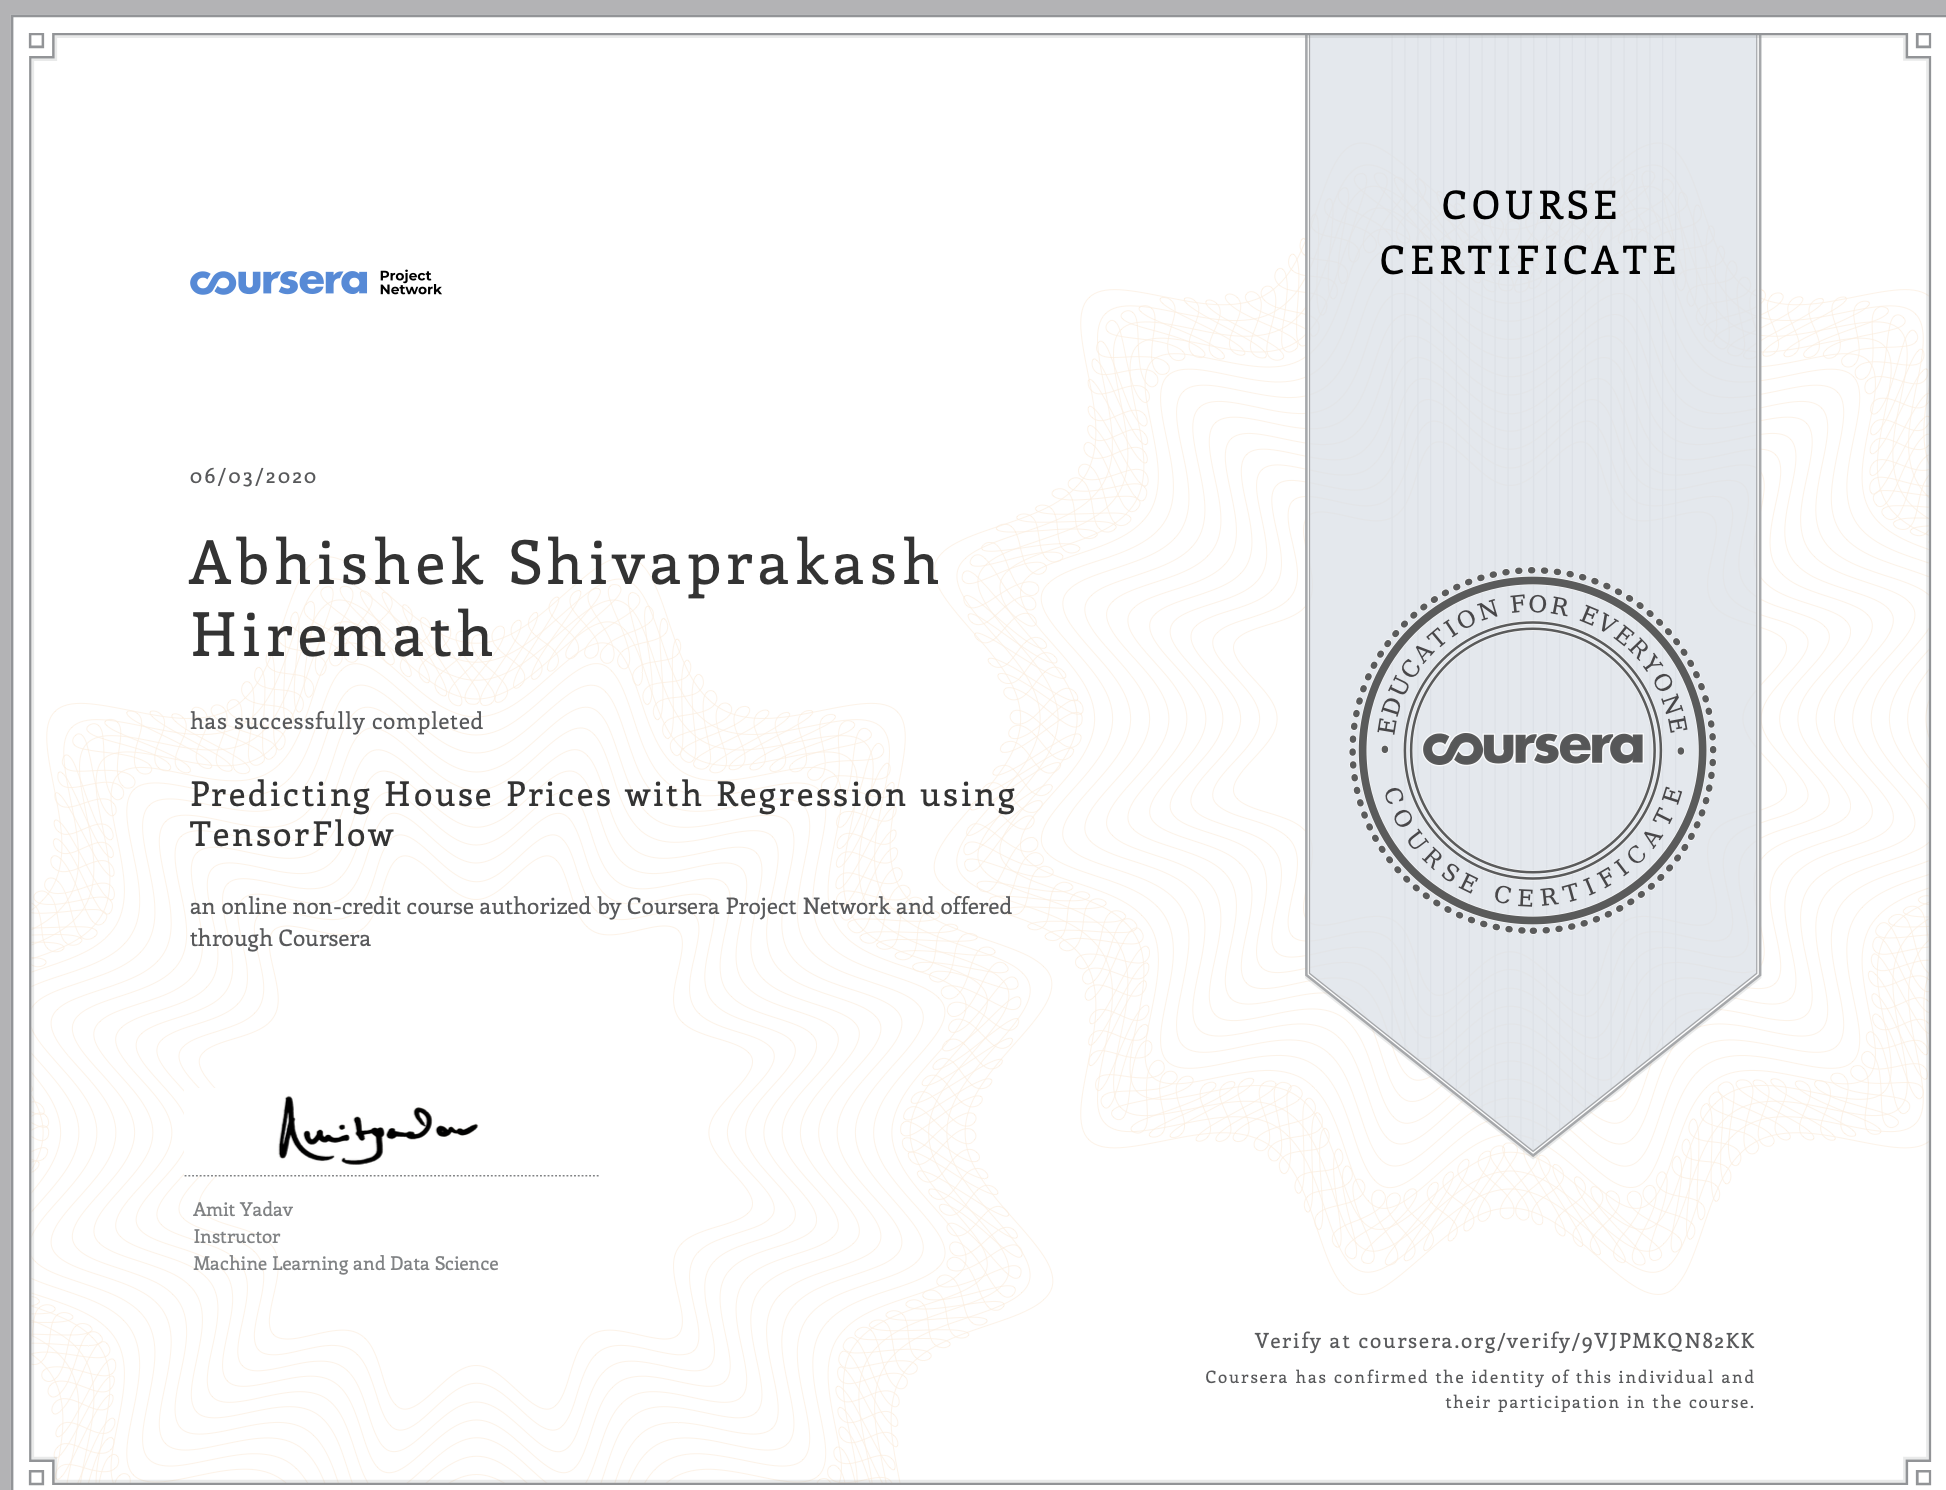 COURSE
CERTIFICATE
coursera Project
Network
06/03/2020
Abhishek Shivaprakash
Hiremath
has successfully completed
Predicting House Prices with Regression using
TensorFlow
an online non-credit course authorized by Coursera Project Network and offered
through Coursera
EDUCATION FOR EVERYONE
coursera
COURSE CERTIFICATE
Amit Yadav
Amit Yadav
Instructor
Machine Learning and Data Science
Verify at coursera.org/verify/9VJPMKQN82KK
Coursera has confirmed the identity of this individual and
their participation in the course.